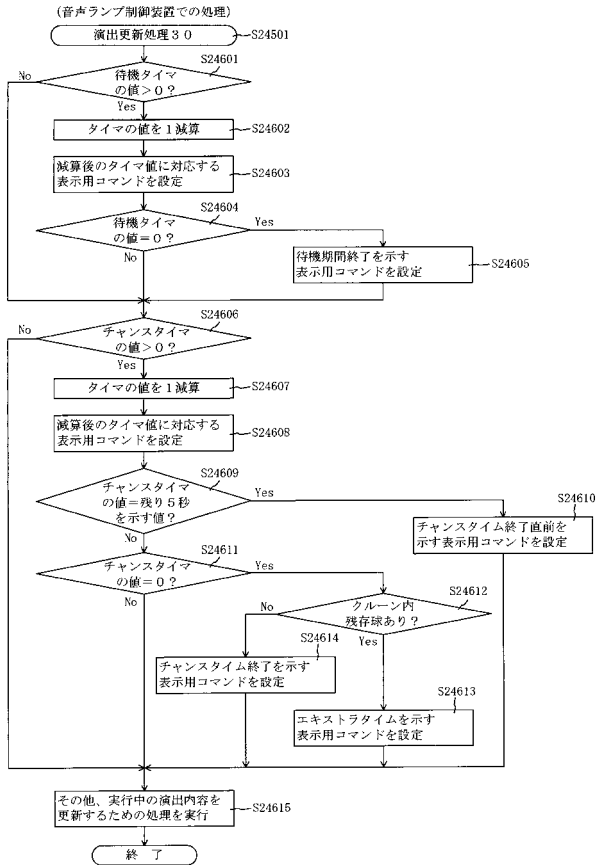 (音声ランプ制御装置での処理)
演出更新処理３０
S24501
S24601
No
待機タイマ
の値＞０？
Yes
タイマの値を１減算
S24602
減算後のタイマ値に対応する
表示用コマンドを設定
S24603
S24604
待機タイマ
の値＝０？
Yes
No
待機期間終了を示す
表示用コマンドを設定
S24605
S24606
No
チャンスタイマ
の値＞０？
Yes
タイマの値を１減算
S24607
減算後のタイマ値に対応する
表示用コマンドを設定
S24608
S24609
チャンスタイマ
の値＝残り５秒
を示す値？
Yes
No
S24610
チャンスタイム終了直前を
示す表示用コマンドを設定
S24611
チャンスタイマ
の値＝０？
Yes
No
S24612
クルーン内
残存球あり？
No
Yes
S24614
チャンスタイム終了を示す
表示用コマンドを設定
S24613
エキストラタイムを示す
表示用コマンドを設定
その他、実行中の演出内容を
更新するための処理を実行
S24615
終 了